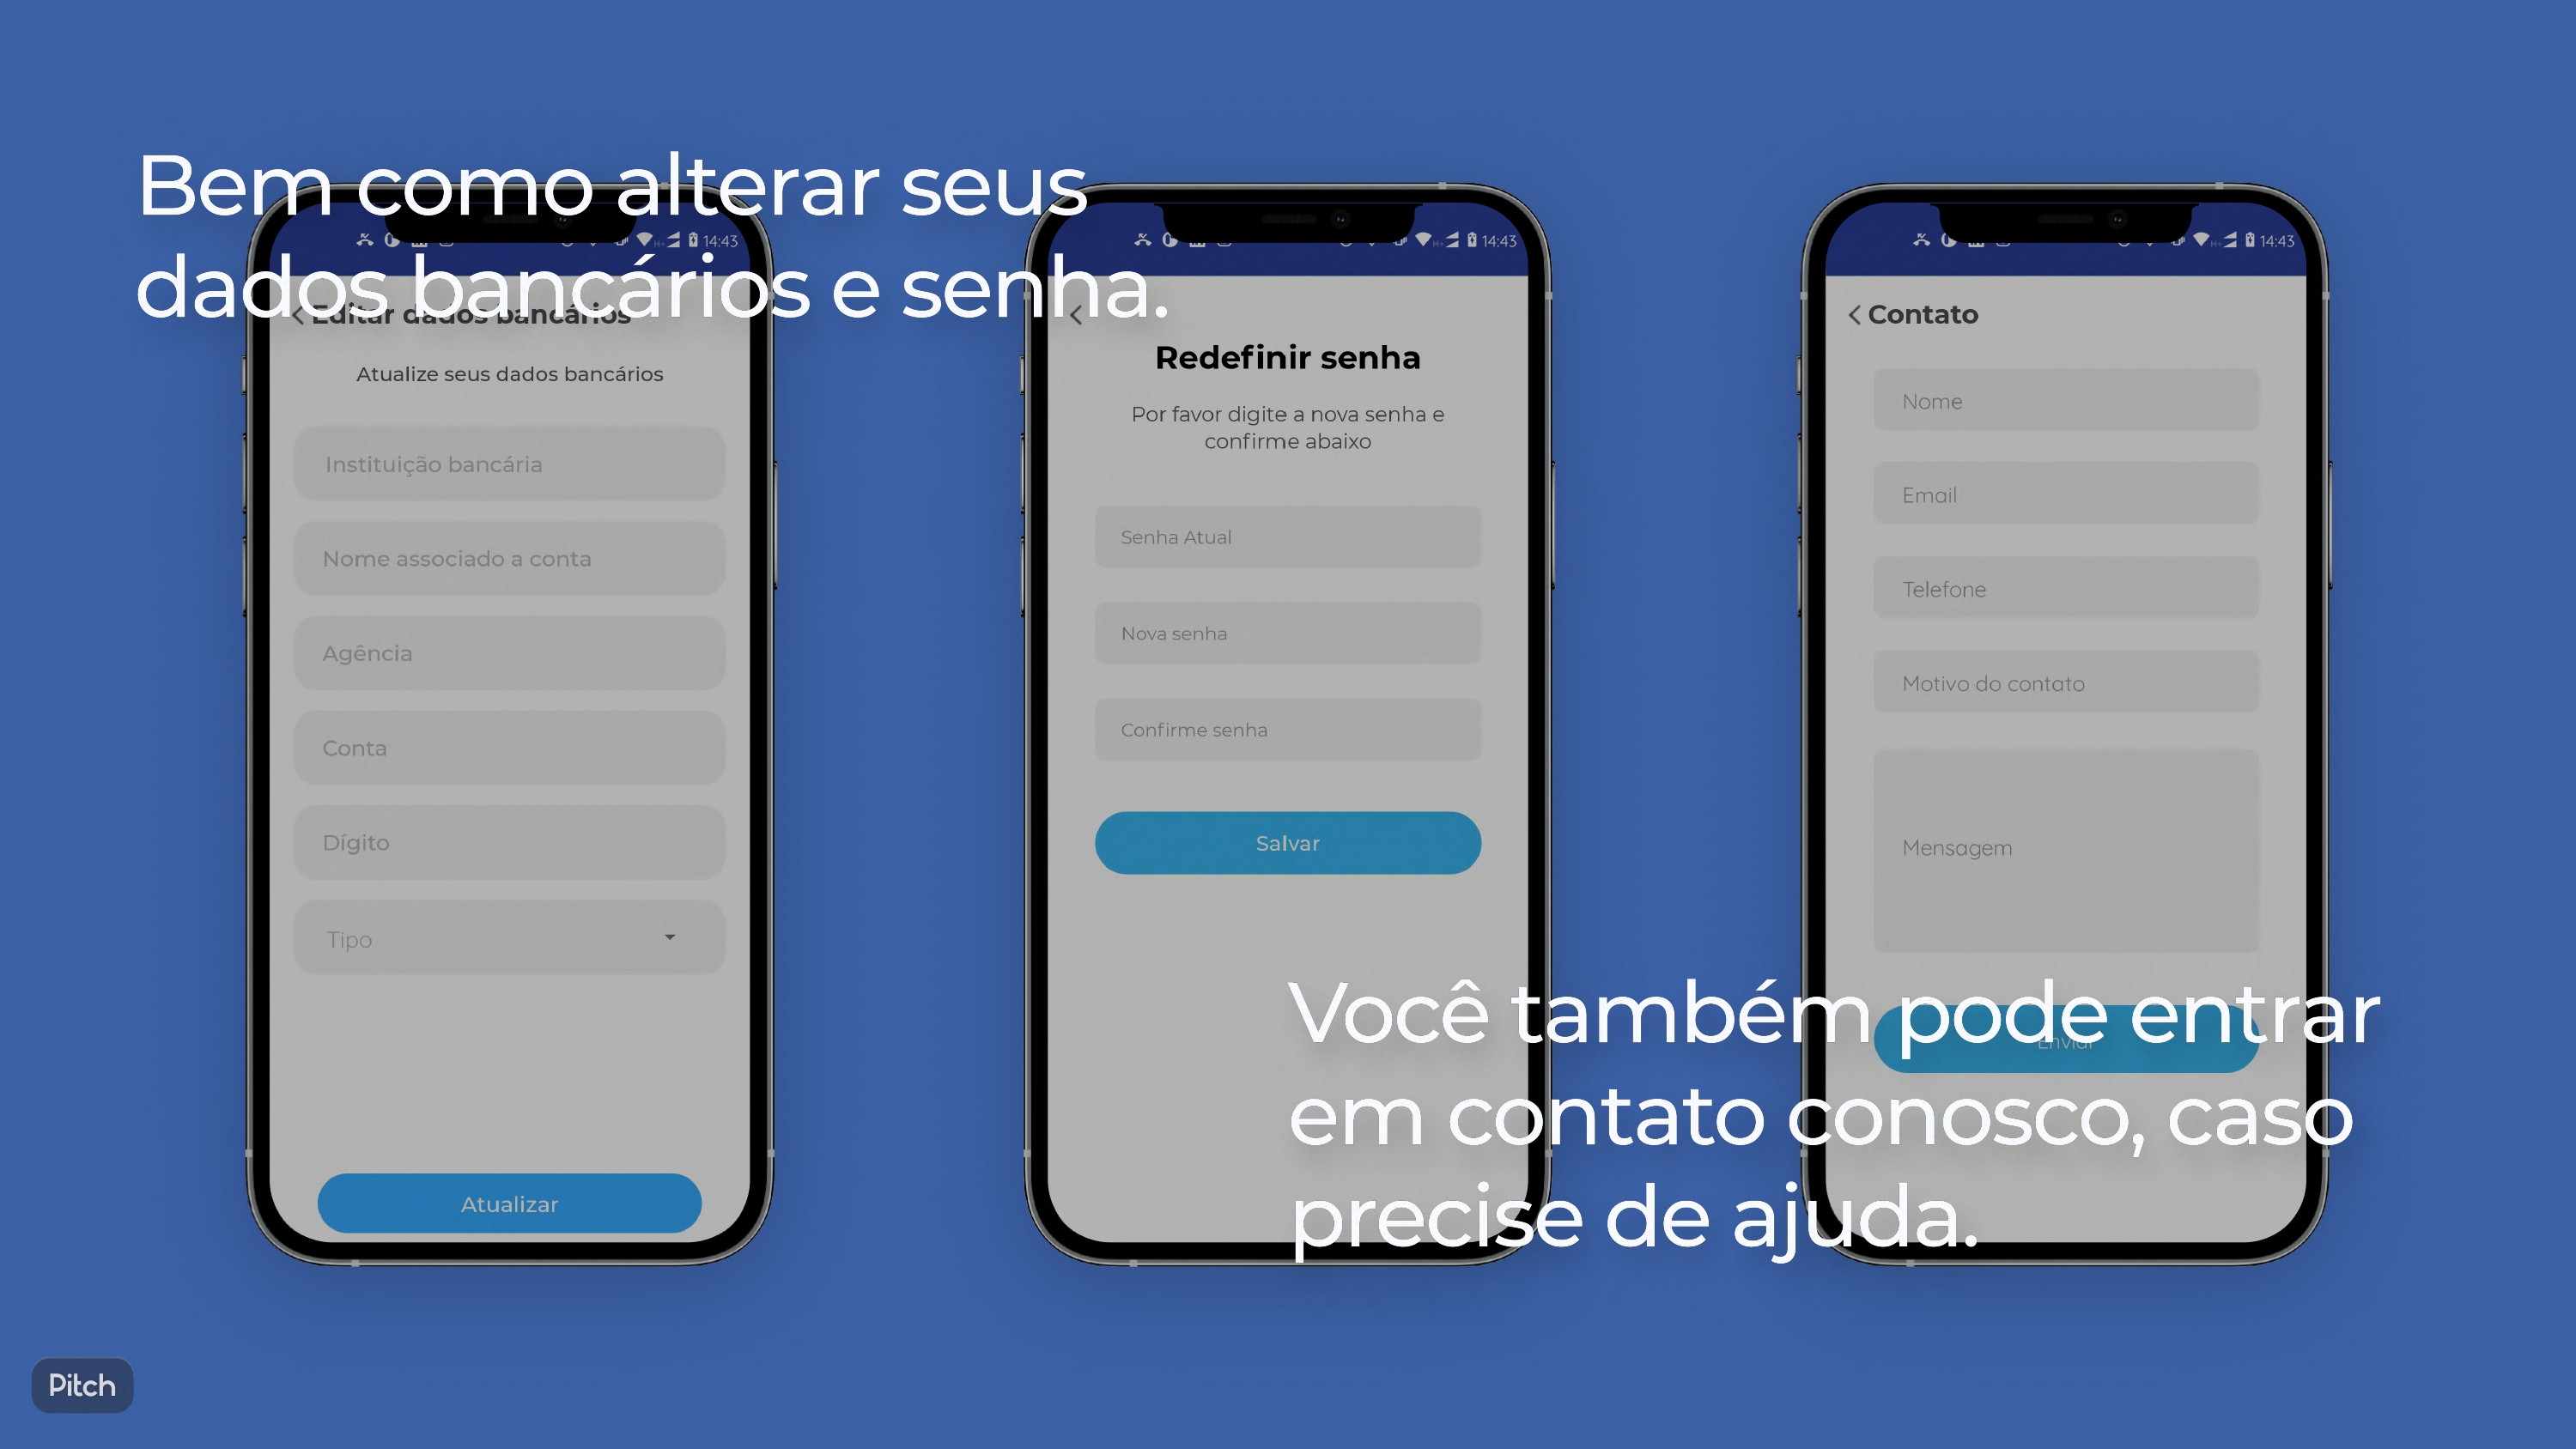 Bem como alterar seus
dados bancários e senha.
14:43
Editar dados bancários
Atualize seus dados bancários
Instituição bancária
Nome associado a conta
Agência
Conta
Dígito
Tipo
Atualizar
14:43
Redefinir senha
Por favor digite a nova senha e
confirme abaixo
Senha Atual
Nova senha
Confirme senha
Salvar
14:43
Contato
Nome
Email
Telefone
Motivo do contato
Mensagem
Enviar
Você também pode entrar
em contato conosco, caso
precise de ajuda.
Pitch